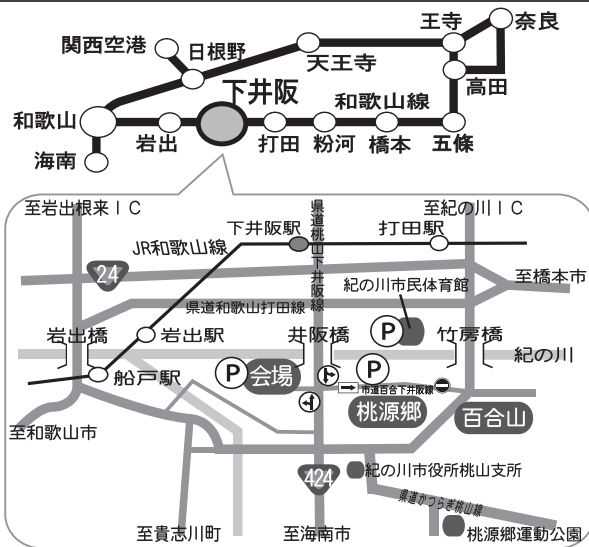 関西空港
日根野
天王寺
王寺
奈良
高田
下井阪
和歌山線
和歌山
岩出
打田
粉河
橋本
五條
海南
至岩出根来IC
県道桃山下井阪線
至紀の川IC
下井阪駅
打田駅
JR和歌山線
24
至橋本市
紀の川市民体育館
県道和歌山打田線
岩出橋
岩出駅
井阪橋
P
竹房橋
紀の川
船戸駅
P
会場
P
市道百合下井阪線
桃源郷
百合山
至和歌山市
424
紀の川市役所桃山支所
県道かつらぎ桃山線
至貴志川町
至海南市
桃源郷運動公園